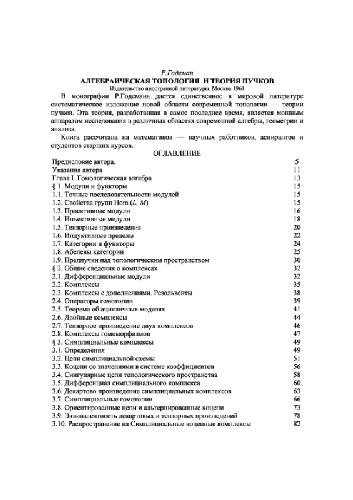 Р.Годеман
АЛГЕБРАИЧЕСКАЯ ТОПОЛОГИЯ И ТЕОРИЯ ПУЧКОВ
Издательство иностранной литературы, Москва 1961
В монографии Р.Годемана дается единственное в мировой литературе
систематическое изложение новой области современной топологии — теории
пучков. Эта теория, разработанная в самое последнее время, является мощным
аппаратом исследования в различных областях современной алгебры, геометрии и
анализа.
Книга рассчитана на математиков — научных работников, аспирантов и
студентов старших курсов.
ОГЛАВЛЕНИЕ
Предисловие автора. 5
Указания автора 11
Глава I. Гомологическая алгебра 13
§ 1. Модули и функторы 15
1.1. Точные последовательности модулей 15
1.2. Свойства групп Hom (L, M) 15
1.3. Проективные модули 16
1.4. Инъективные модули 18
1.5. Тензорные произведения 20
1.6. Индуктивные пределы 22
1.7. Категории и функторы 24
1.8. Абелевы категории 25
1.9. Предпучки над топологическим пространством 30
§ 2. Общие сведения о комплексах 32
2.1. Дифференциальные модули 32
2.2. Комплексы 35
2.3. Комплексы с дополнениями. Резольвенты 38
2.4. Операторы гомотопии 39
2.5. Теорема об ациклических моделях 41
2.6. Двойные комплексы 44
2.7. Тензорное произведение двух комплексов 46
2.8. Комплексы гомоморфизмов 47
§ 3. Симплициальные комплексы 49
3.1. Определения 49
3.2. Цепи симплициальной схемы 51
3.3. Коцепи со значениями в системе коэффициентов 56
3.4. Сингулярные цепи топологического пространства 58
3.5. Дифференциал симплициального комплекса 60
3.6. Декартово произведение симплициальных комплексов 63
3.7. Симплициальные гомотопии 66
3.8. Ориентированные цепи и альтернированные коцепи 73
3.9. Эквивалентность декартовых и тензорных произведений 78
3.10. Распространение на Симплициальные коцепные комплексы 82